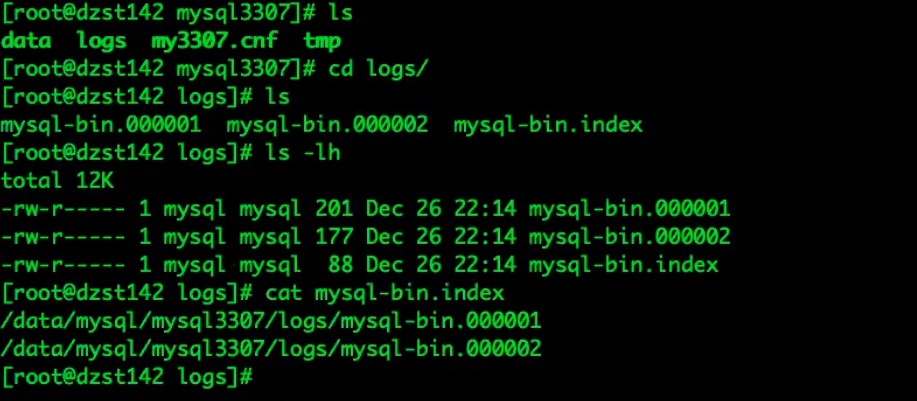 [root@dzst142 mysql3307]# ls
data  logs  my3307.cnf  tmp
[root@dzst142 mysql3307]# cd logs/
[root@dzst142 logs]# ls
mysql-bin.000001  mysql-bin.000002  mysql-bin.index
[root@dzst142 logs]# ls -lh
total 12K
-rw-r----- 1 mysql mysql 201 Dec 26 22:14 mysql-bin.000001
-rw-r----- 1 mysql mysql 177 Dec 26 22:14 mysql-bin.000002
-rw-r----- 1 mysql mysql  88 Dec 26 22:14 mysql-bin.index
[root@dzst142 logs]# cat mysql-bin.index
/data/mysql/mysql3307/logs/mysql-bin.000001
/data/mysql/mysql3307/logs/mysql-bin.000002
[root@dzst142 logs]#